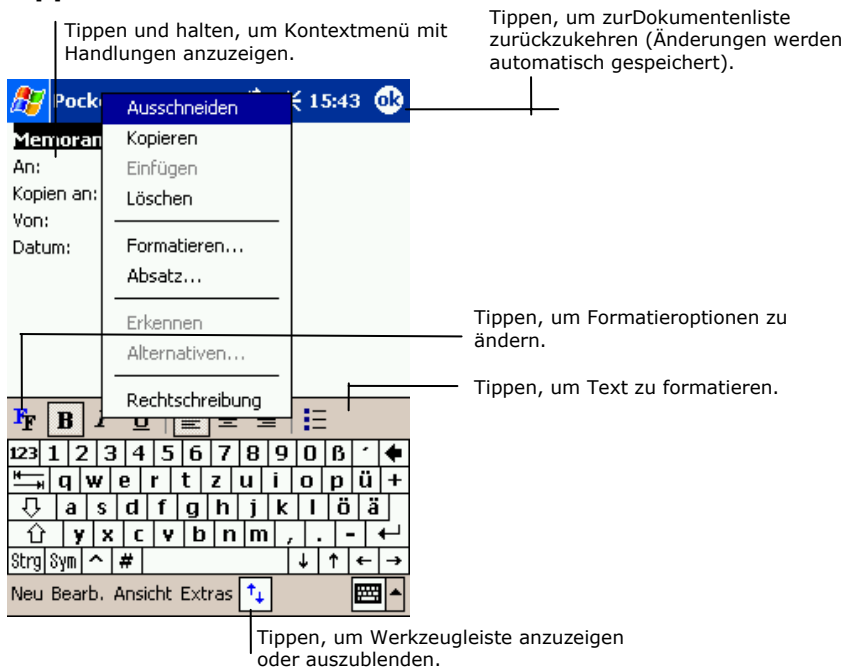 Tippen und halten, um Kontextmenü mit
Handlungen anzuzeigen.
Tippen, um zurDokumentenliste
zurückzukehren (Änderungen werden
automatisch gespeichert).
15:43 ok
Ausschneiden
Kopieren
Einfügen
Löschen
Formatieren...
Absatz...
Erkennen
Alternativen...
Rechtschreibung
An:
Kopien an:
Von:
Datum:
Tippen, um Formatieroptionen zu
ändern.
Tippen, um Text zu formatieren.
FF B
123 1 2 3 4 5 6 7 8 9 0 ß ´
q w e r t z u i o p ü +
a s d f g h j k l ö ä
y x c v b n m , . -
Strg Sym ^ # ↓ ↑ ← →
Neu Bearb. Ansicht Extras
Tippen, um Werkzeugleiste anzuzeigen
oder auszublenden.